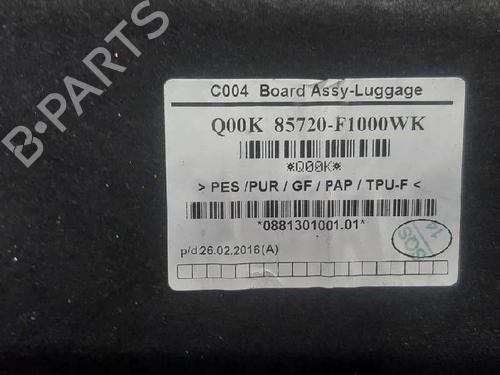 B-PARTS
C004 Board Assy-Luggage
Q00K 85720-F1000WK
*Q00K*
> PES /PUR / GF / PAP / TPU-F <
*0881301001.01*
p/d 26.02.2016(A)